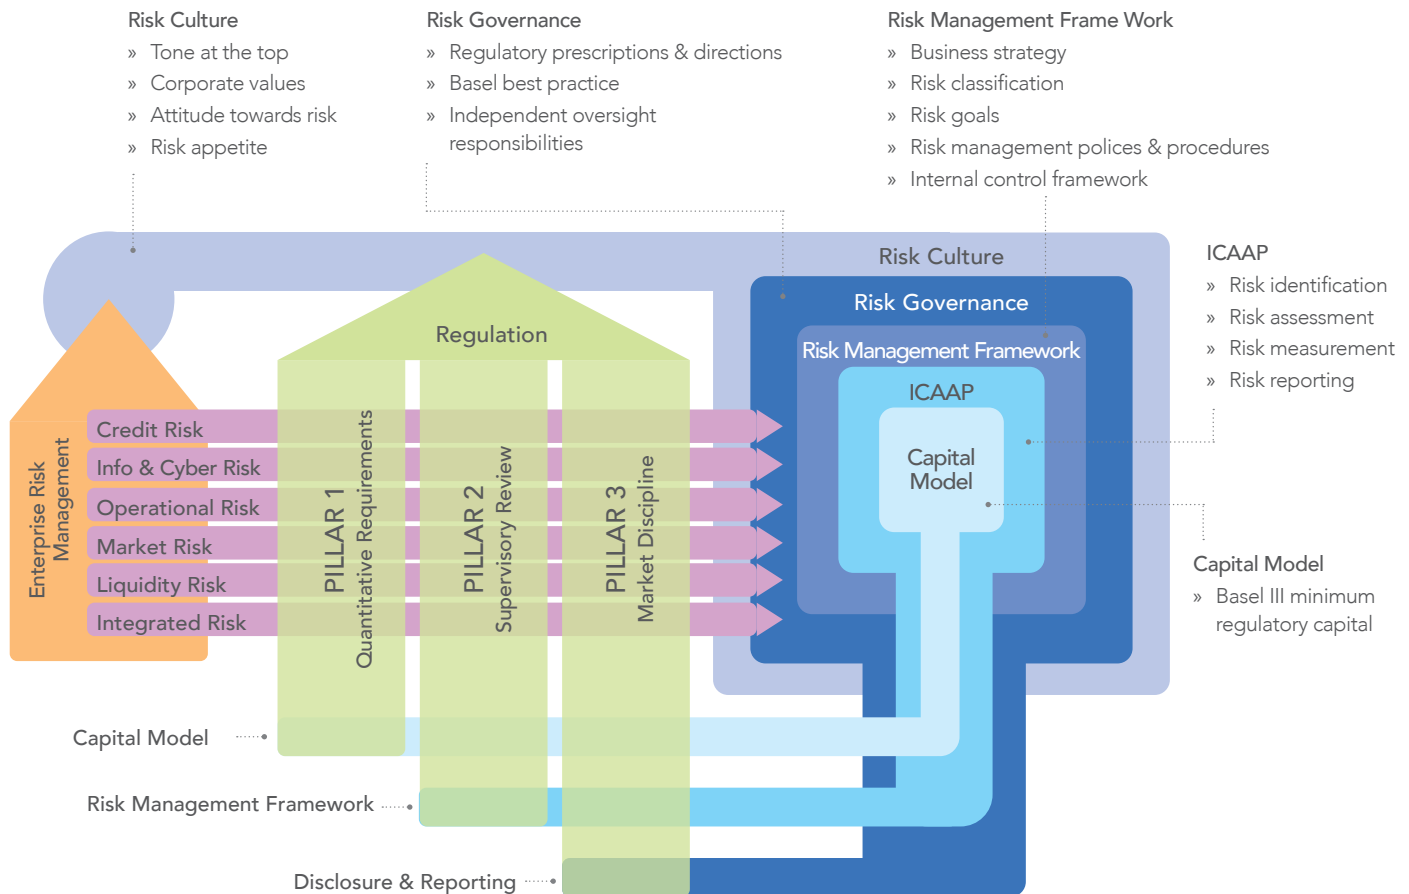 Risk Culture
» Tone at the top
» Corporate values
» Attitude towards risk
» Risk appetite
Risk Governance
» Regulatory prescriptions & directions
» Basel best practice
» Independent oversight
responsibilities
Risk Management Frame Work
» Business strategy
» Risk classification
» Risk goals
» Risk management polices & procedures
» Internal control framework
ICAAP
» Risk identification
» Risk assessment
» Risk measurement
» Risk reporting
Capital Model
» Basel III minimum
regulatory capital
Risk Culture
Risk Governance
Risk Management Framework
ICAAP
Capital
Model
Regulation
Enterprise Risk
Management
Credit Risk
Info & Cyber Risk
Operational Risk
Market Risk
Liquidity Risk
Integrated Risk
PILLAR 1
Quantitative Requirements
PILLAR 2
Supervisory Review
PILLAR 3
Market Discipline
Capital Model
Risk Management Framework
Disclosure & Reporting